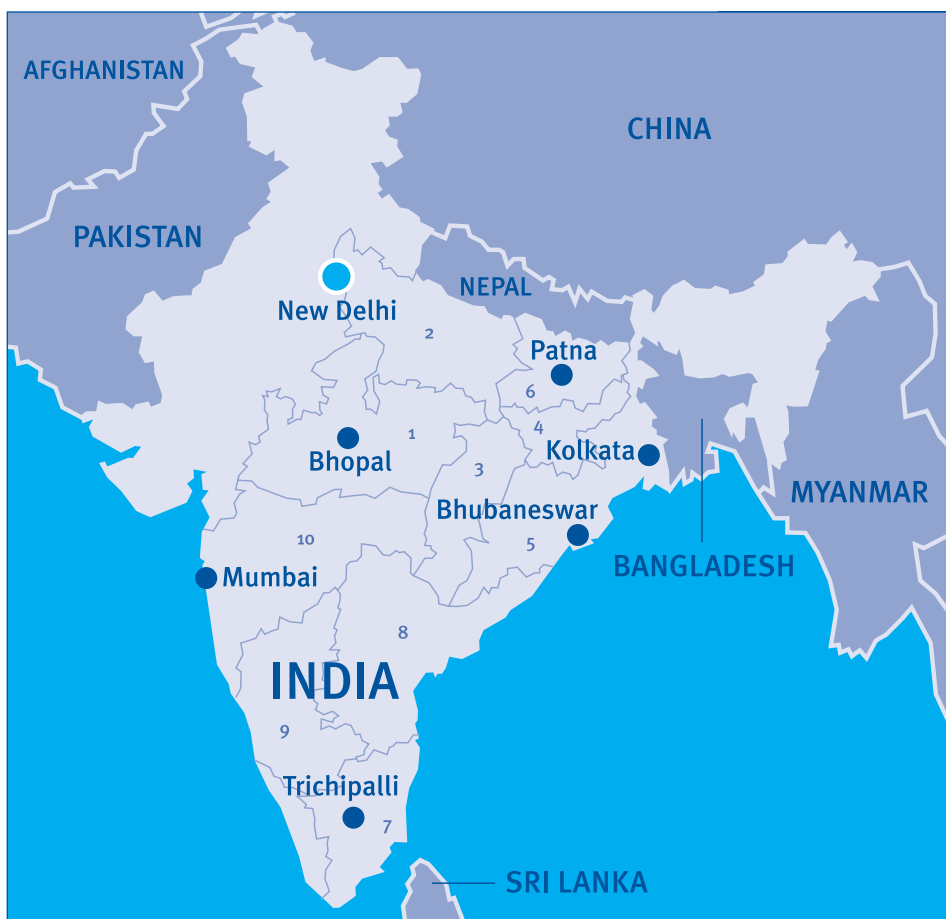 AFGHANISTAN
CHINA
PAKISTAN
NEPAL
New Delhi
2
Patna
6
1
4
Bhopal
3
Kolkata
MYANMAR
Bhubaneswar
10
5
BANGLADESH
Mumbai
8
INDIA
9
Trichipalli
7
SRI LANKA